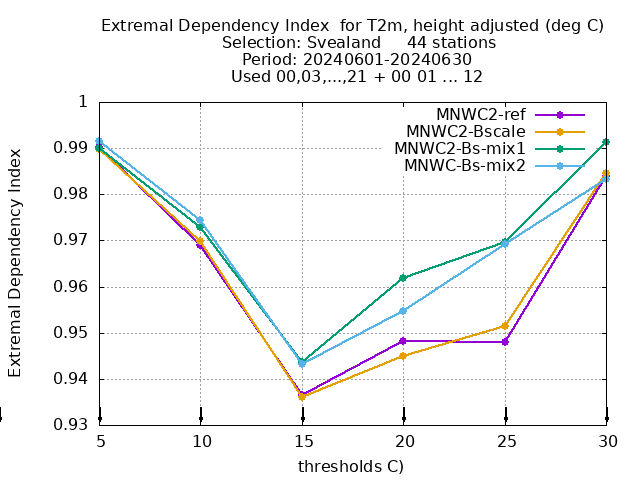 Extremal Dependency Index  for T2m, height adjusted (deg C)
Selection: Svealand     44 stations
Period: 20240601-20240630
Used 00,03,...,21 + 00 01 ... 12
MNWC2-ref
MNWC2-Bscale
MNWC2-Bs-mix1
MNWC-Bs-mix2
Extremal Dependency Index
1
0.99
0.98
0.97
0.96
0.95
0.94
0.93
5 10 15 20 25 30
thresholds C)